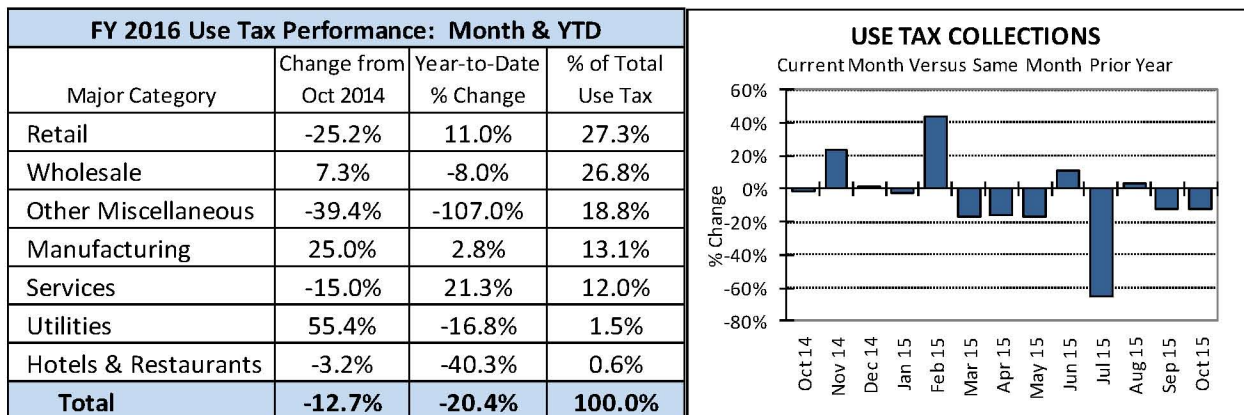 FY 2016 Use Tax Performance: Month & YTD
Major Category Change from Oct 2014 Year-to-Date % Change % of Total Use Tax
Retail -25.2% 11.0% 27.3%
Wholesale 7.3% -8.0% 26.8%
Other Miscellaneous -39.4% -107.0% 18.8%
Manufacturing 25.0% 2.8% 13.1%
Services -15.0% 21.3% 12.0%
Utilities 55.4% -16.8% 1.5%
Hotels & Restaurants -3.2% -40.3% 0.6%
Total -12.7% -20.4% 100.0%
USE TAX COLLECTIONS
Current Month Versus Same Month Prior Year
% Change
60%
40%
20%
0%
-20%
-40%
-60%
-80%
Oct 14
Nov 14
Dec 14
Jan 15
Feb 15
Mar 15
Apr 15
May 15
Jun 15
Jul 15
Aug 15
Sep 15
Oct 15